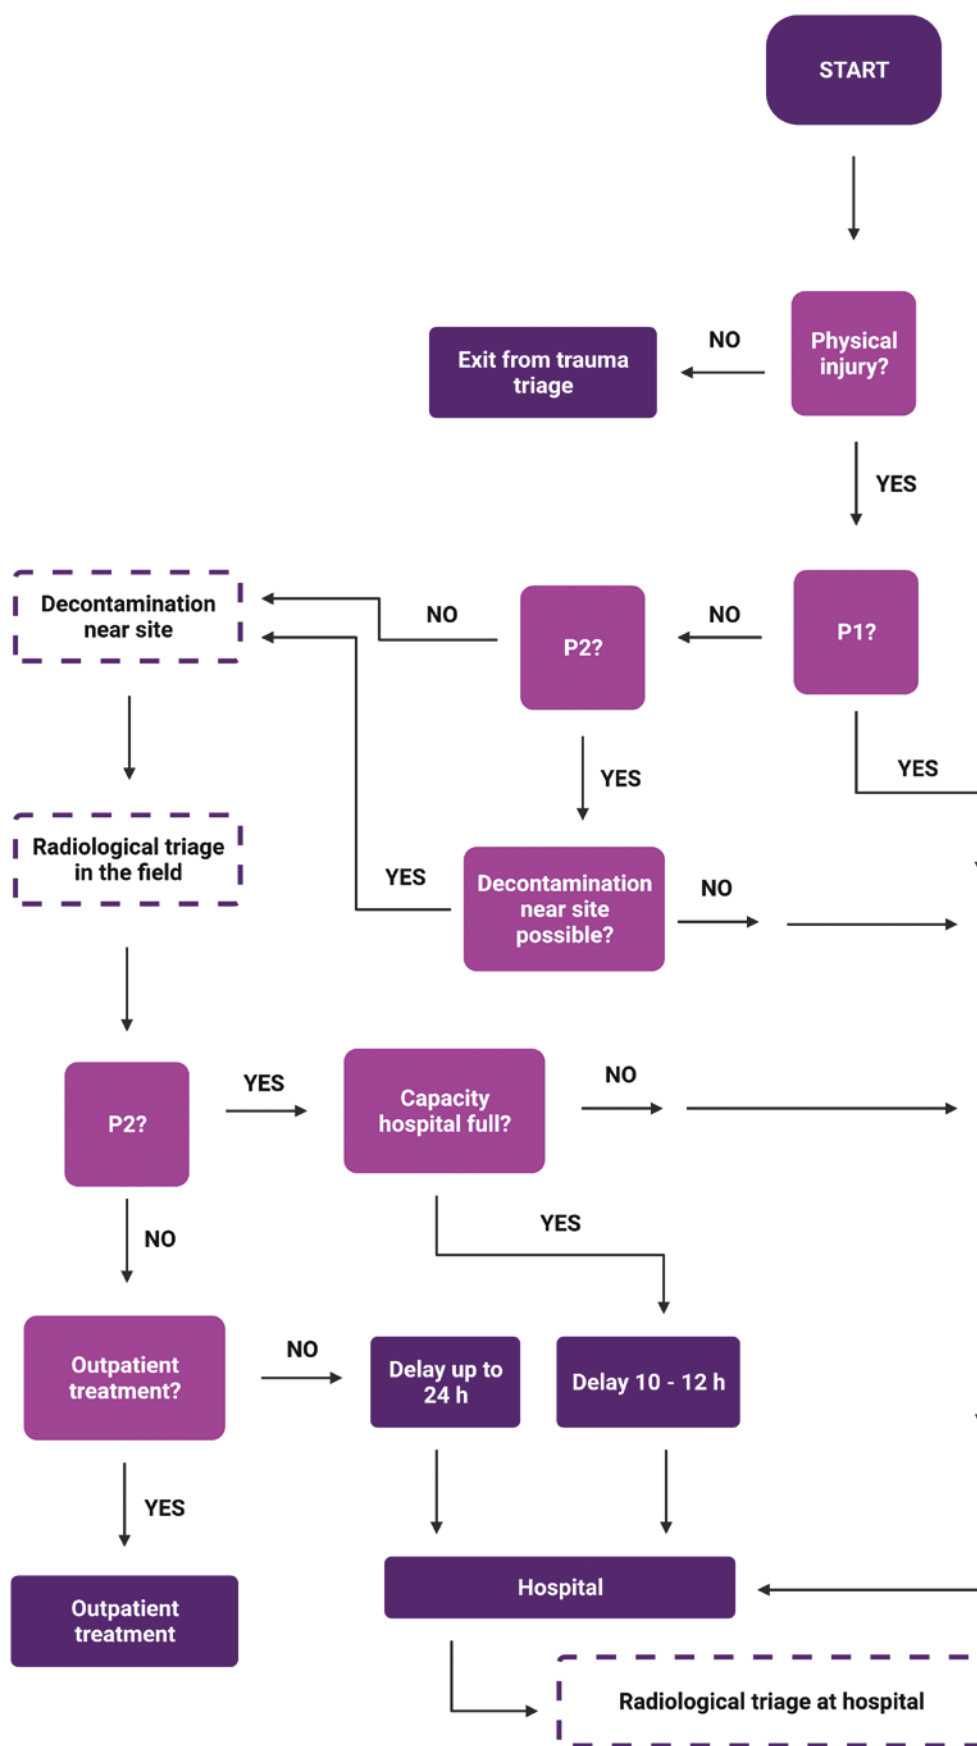 START
NO
Physical
injury?
Exit from trauma
triage
YES
Decontamination
near site
NO
P2?
NO
P1?
YES
YES
Radiological triage
in the field
YES
Decontamination
near site
possible?
NO
P2?
YES
Capacity
hospital full?
NO
NO
YES
Outpatient
treatment?
NO
Delay up to
24 h
Delay 10 - 12 h
YES
Outpatient
treatment
Hospital
Radiological triage at hospital